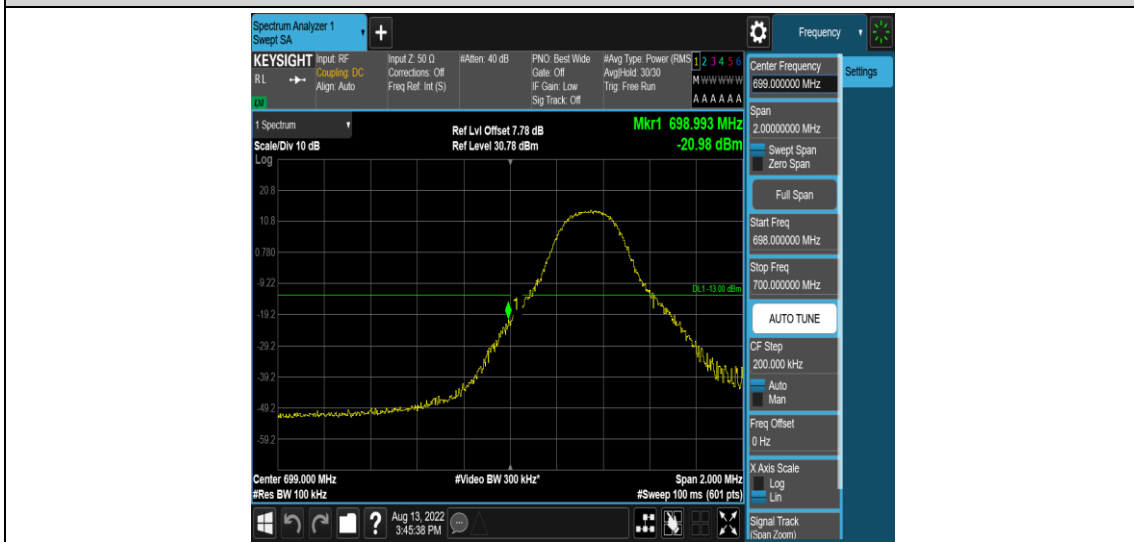 Spectrum Analyzer 1
Swept SA
+
Frequency
KEYSIGHT
RL
Input: RF
Coupling: DC
Align: Auto
Input Z: 50 Ω
Corrections: Off
Freq Ref: Int (S)
#Atten: 40 dB
PNO: Best Wide
Gate: Off
IF Gain: Low
Sig Track: Off
#Avg Type: Power (RMS
Avg|Hold: 30/30
Trig: Free Run
1 2 3 4 5 6
M W W W W W
A A A A A A
1 Spectrum
Scale/Div 10 dB
Ref Lvl Offset 7.78 dB
Ref Level 30.78 dBm
Mkr1 698.993 MHz
-20.98 dBm
Log
20.8
10.8
0.780
-9.22
-19.2
-29.2
-39.2
-49.2
-59.2
DL1 -13.00 dBm
1
Center 699.000 MHz
#Res BW 100 kHz
#Video BW 300 kHz*
Span 2.000 MHz
#Sweep 100 ms (601 pts)
Center Frequency
699.000000 MHz
Settings
Span
2.00000000 MHz
Swept Span
Zero Span
Full Span
Start Freq
698.000000 MHz
Stop Freq
700.000000 MHz
AUTO TUNE
CF Step
200.000 kHz
Auto
Man
Freq Offset
0 Hz
X Axis Scale
Log
Lin
Signal Track
(Span Zoom)
?
Aug 13, 2022
3:45:38 PM